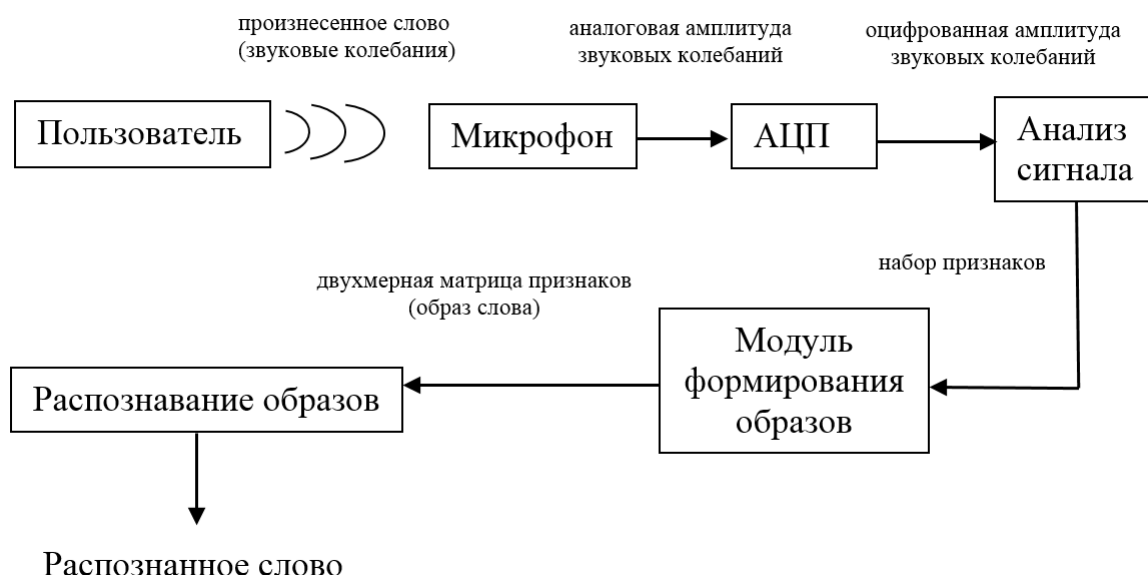 произнесенное слово
(звуковые колебания)
аналоговая амплитуда
звуковых колебаний
оцифрованная амплитуда
звуковых колебаний
Пользователь
Микрофон
АЦП
Анализ
сигнала
набор признаков
двухмерная матрица признаков
(образ слова)
Модуль
формирования
образов
Распознавание образов
Распознанное слово